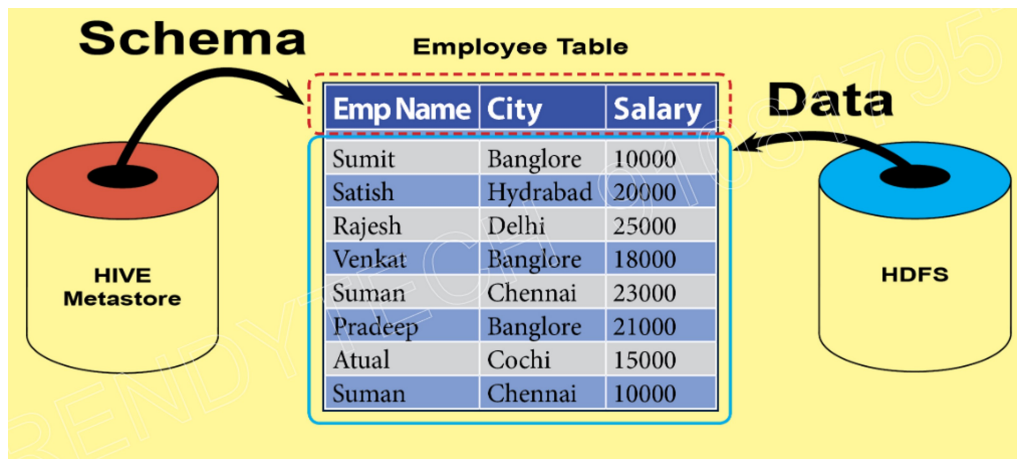 Schema
Employee Table
Data
Emp Name City Salary
Sumit Banglore 10000
Satish Hydrabad 20000
Rajesh Delhi 25000
Venkat Banglore 18000
Suman Chennai 23000
Pradeep Banglore 21000
Atual Cochi 15000
Suman Chennai 10000
HIVE
Metastore
HDFS